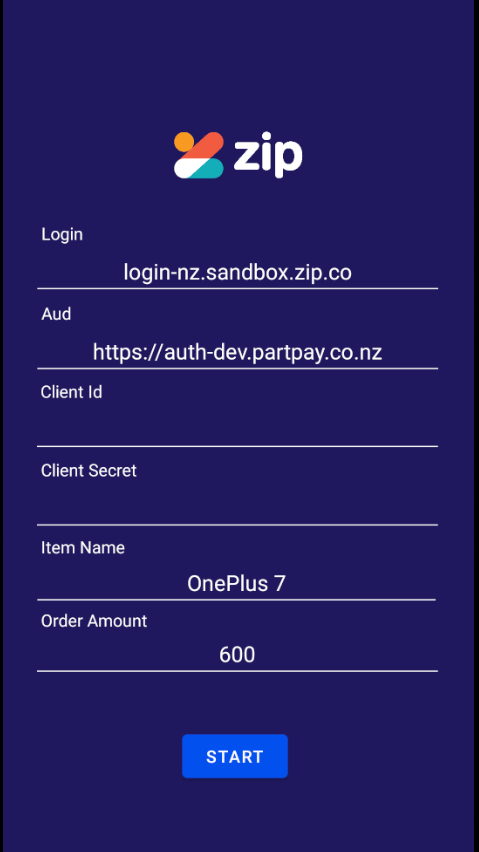 zip
Login
login-nz.sandbox.zip.co
Aud
https://auth-dev.partpay.co.nz
Client Id
Client Secret
Item Name
OnePlus 7
Order Amount
600
START